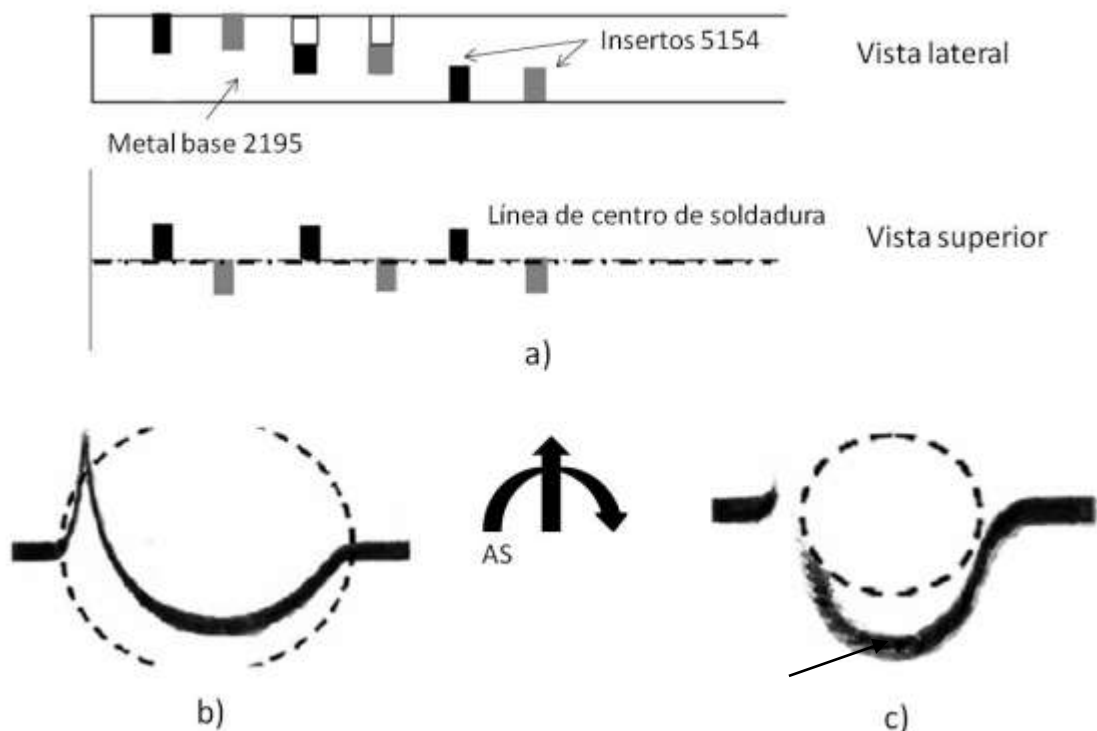 Insertos 5154
Vista lateral
Metal base 2195
Línea de centro de soldadura
Vista superior
a)
AS
b)
c)